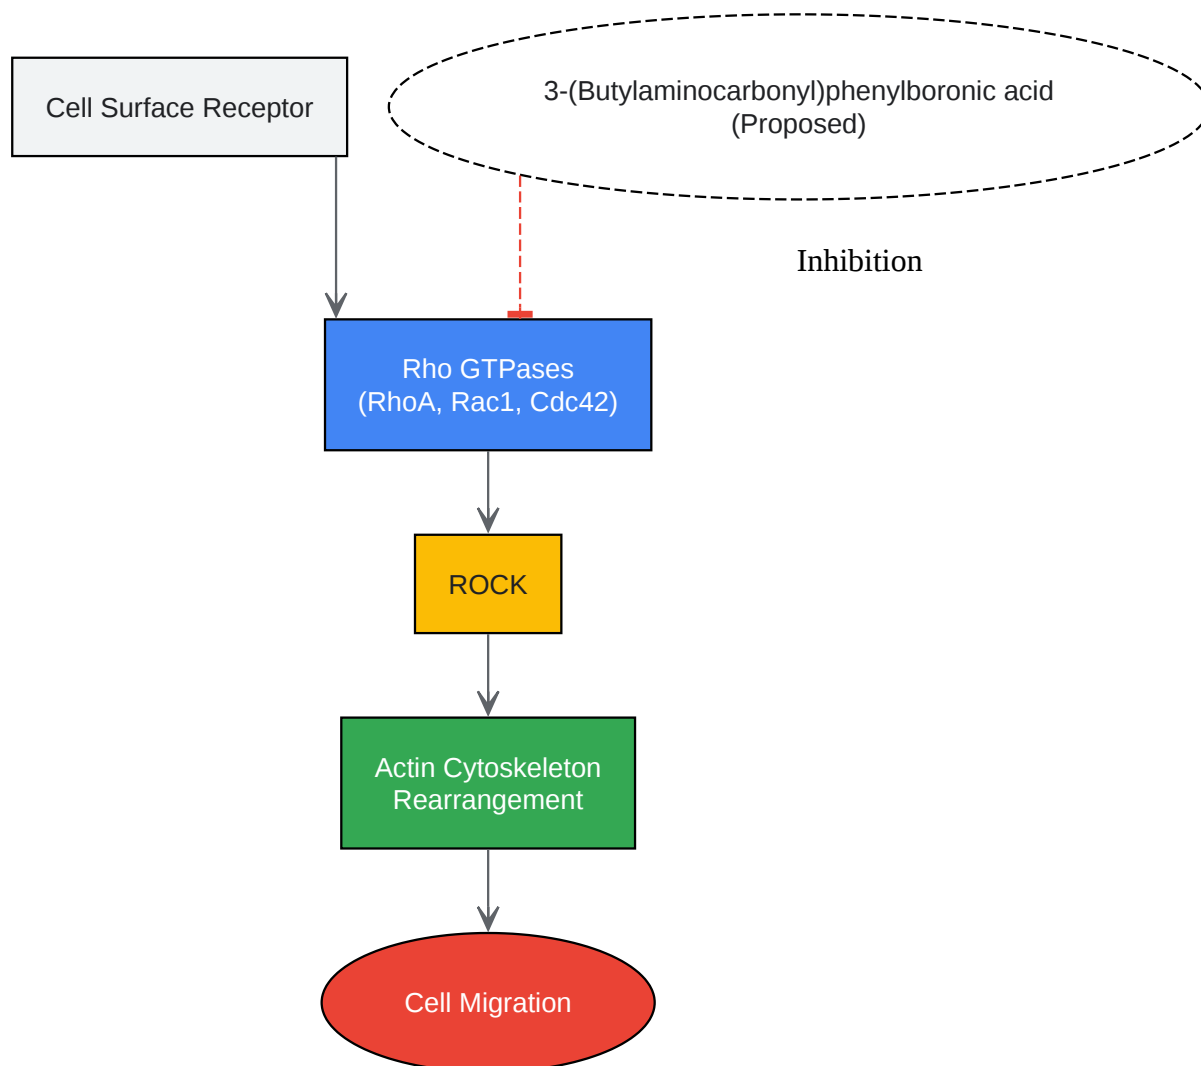 Cell Surface Receptor
3-(Butylaminocarbonyl)phenylboronic acid
(Proposed)
Inhibition
Rho GTPases
(RhoA, Rac1, Cdc42)
ROCK
Actin Cytoskeleton
Rearrangement
Cell Migration